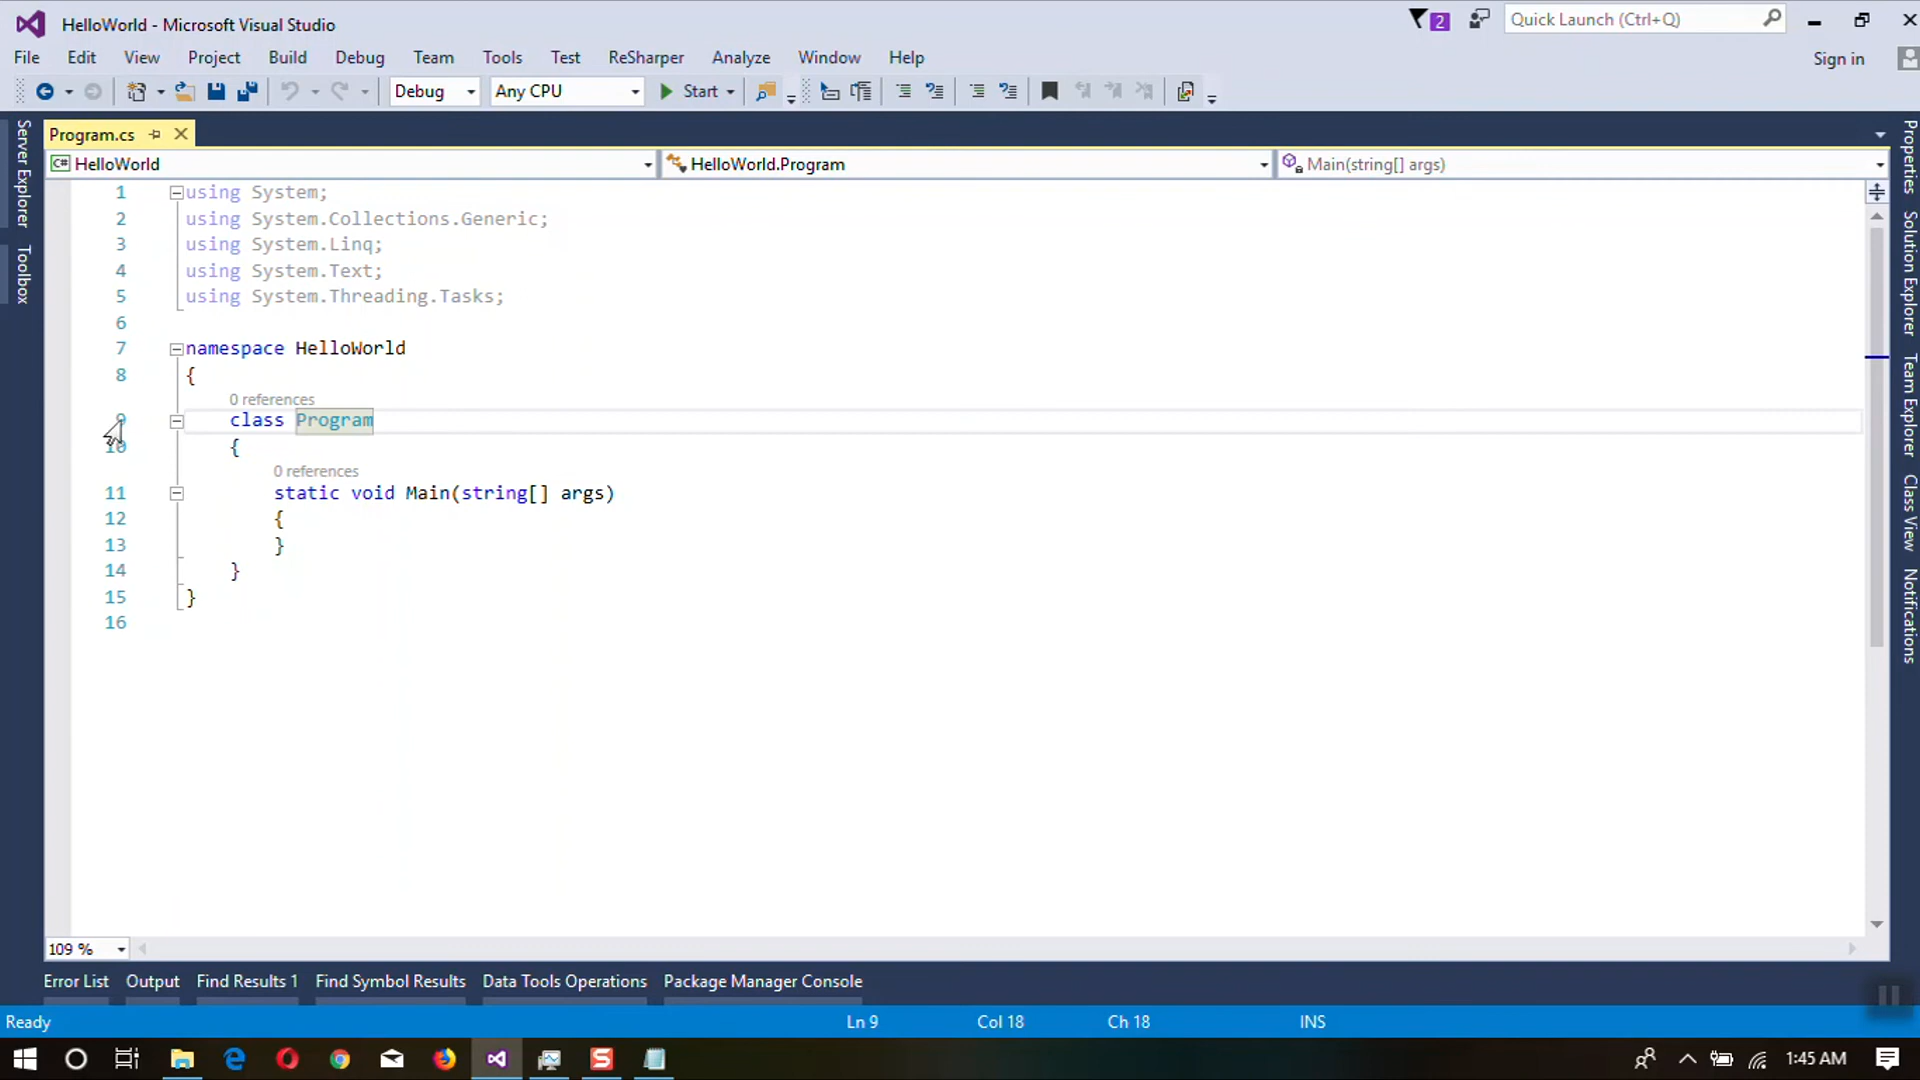 HelloWorld - Microsoft Visual Studio
2
Quick Launch (Ctrl+Q)
File Edit View Project Build Debug Team Tools Test ReSharper Analyze Window Help
Sign in
Debug Any CPU Start
Server Explorer
Toolbox
Program.cs
C# HelloWorld HelloWorld.Program Main(string[] args)
1 using System;
2 using System.Collections.Generic;
3 using System.Linq;
4 using System.Text;
5 using System.Threading.Tasks;
6
7 namespace HelloWorld
8 {
0 references
9 class Program
10 {
0 references
11 static void Main(string[] args)
12 {
13 }
14 }
15 }
16
Properties
Solution Explorer
Team Explorer
Class View
Notifications
109 %
Error List Output Find Results 1 Find Symbol Results Data Tools Operations Package Manager Console
Ready Ln 9 Col 18 Ch 18 INS
1:45 AM